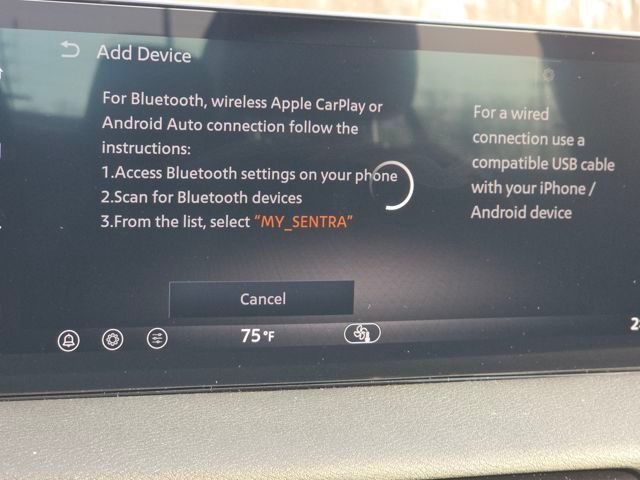 Add Device
For Bluetooth, wireless Apple CarPlay or
Android Auto connection follow the
instructions:
1.Access Bluetooth settings on your phone
2.Scan for Bluetooth devices
3.From the list, select “MY_SENTRA”
For a wired
connection use a
compatible USB cable
with your iPhone /
Android device
Cancel
75°F